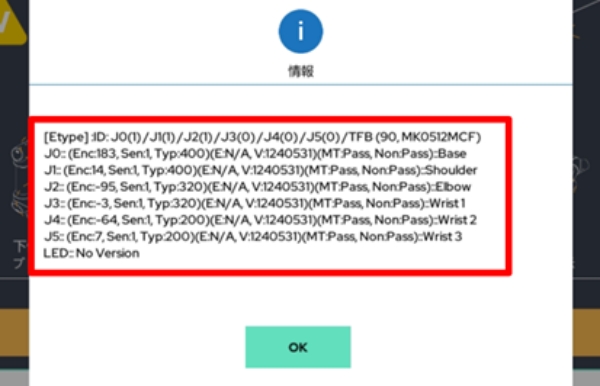 i
情報
[Etype] :ID: J0(1)/J1(1)/J2(1)/J3(0)/J4(0)/J5(0)/TFB (90, MK0512MCF)
J0:: (Enc:183, Sen:1, Typ:400)(E:N/A, V:1240531)(MT:Pass, Non:Pass)::Base
J1:: (Enc:14, Sen:1, Typ:400)(E:N/A, V:1240531)(MT:Pass, Non:Pass)::Shoulder
J2:: (Enc:-95, Sen:1, Typ:320)(E:N/A, V:1240531)(MT:Pass, Non:Pass)::Elbow
J3:: (Enc:-3, Sen:1, Typ:320)(E:N/A, V:1240531)(MT:Pass, Non:Pass)::Wrist 1
J4:: (Enc:-64, Sen:1, Typ:200)(E:N/A, V:1240531)(MT:Pass, Non:Pass)::Wrist 2
J5:: (Enc:7, Sen:1, Typ:200)(E:N/A, V:1240531)(MT:Pass, Non:Pass)::Wrist 3
LED:: No Version
下
プ
OK